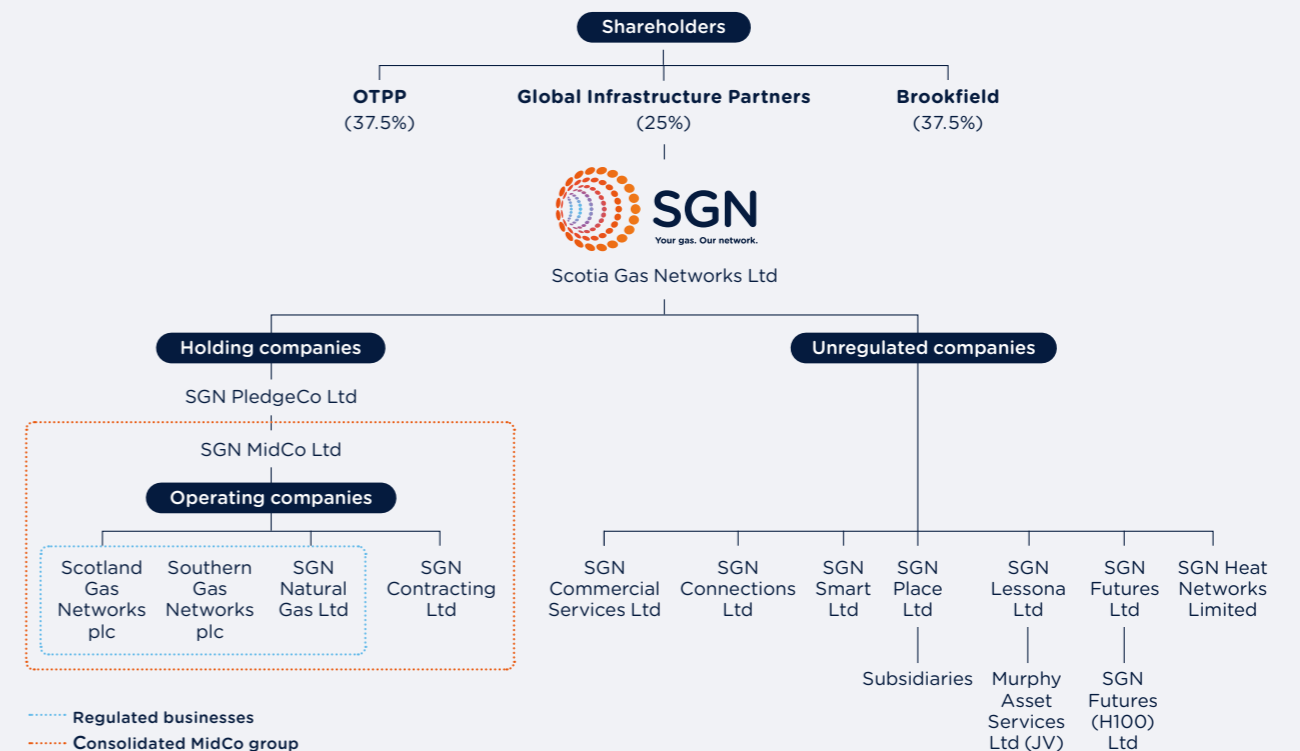 Shareholders
OTPP
(37.5%)
Global Infrastructure Partners
(25%)
Brookfield
(37.5%)
SGN
Your gas. Our network.
Scotia Gas Networks Ltd
Holding companies
Unregulated companies
SGN PledgeCo Ltd
SGN MidCo Ltd
Operating companies
Scotland
Gas
Networks
plc
Southern
Gas
Networks
plc
SGN
Natural
Gas Ltd
SGN
Contracting
Ltd
SGN
Commercial
Services Ltd
SGN
Connections
Ltd
SGN
Smart
Ltd
SGN
Place
Ltd
SGN
Lessona
Ltd
SGN
Futures
Ltd
SGN Heat
Networks
Limited
Subsidiaries
Murphy
Asset
Services
Ltd (JV)
SGN
Futures
(H100)
Ltd
Regulated businesses
Consolidated MidCo group